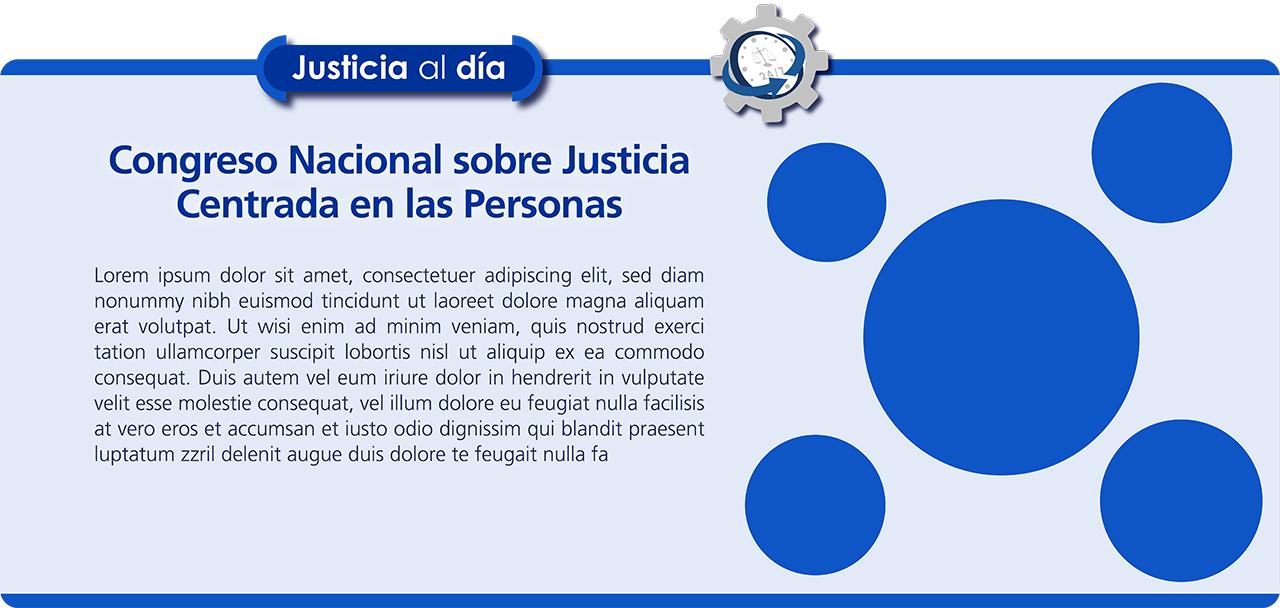 Justicia al día
24/7
Congreso Nacional sobre Justicia
Centrada en las Personas
Lorem ipsum dolor sit amet, consectetuer adipiscing elit, sed diam
nonummy nibh euismod tincidunt ut laoreet dolore magna aliquam
erat volutpat. Ut wisi enim ad minim veniam, quis nostrud exerci
tation ullamcorper suscipit lobortis nisl ut aliquip ex ea commodo
consequat. Duis autem vel eum iriure dolor in hendrerit in vulputate
velit esse molestie consequat, vel illum dolore eu feugiat nulla facilisis
at vero eros et accumsan et iusto odio dignissim qui blandit praesent
luptatum zzril delenit augue duis dolore te feugait nulla fa